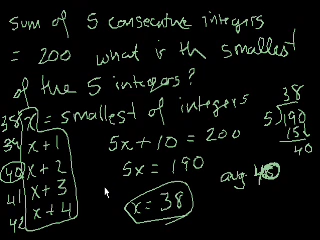 sum of 5 consecutive integers
= 200 what is th smallest
of the 5 integers?
38 x = smallest of integers
39 x + 1
40 x + 2
41 x + 3
42 x + 4
5x + 10 = 200
5x = 190
x = 38
38
5)190
15
40
avg 40